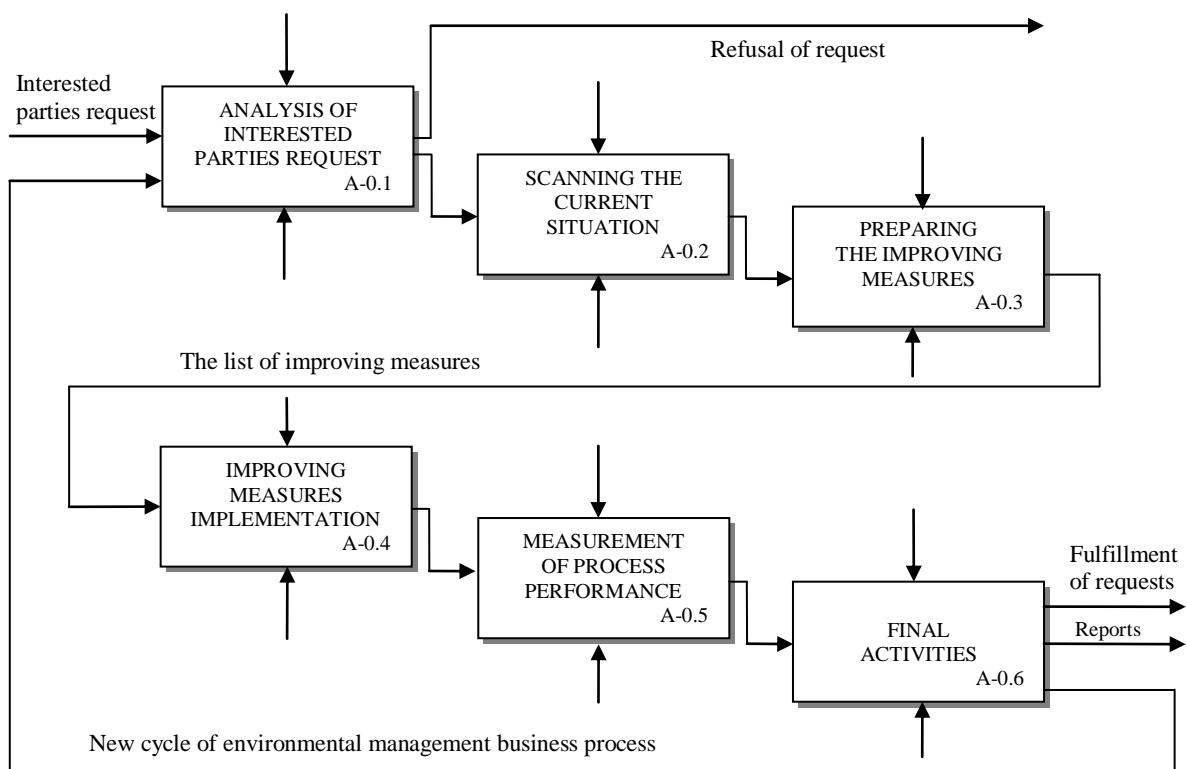 Refusal of request
Interested
parties request
ANALYSIS OF
INTERESTED
PARTIES REQUEST
A-0.1
SCANNING THE
CURRENT
SITUATION
A-0.2
PREPARING
THE IMPROVING
MEASURES
A-0.3
The list of improving measures
IMPROVING
MEASURES
IMPLEMENTATION
A-0.4
MEASUREMENT
OF PROCESS
PERFORMANCE
A-0.5
FINAL
ACTIVITIES
A-0.6
Fulfillment
of requests
Reports
New cycle of environmental management business process